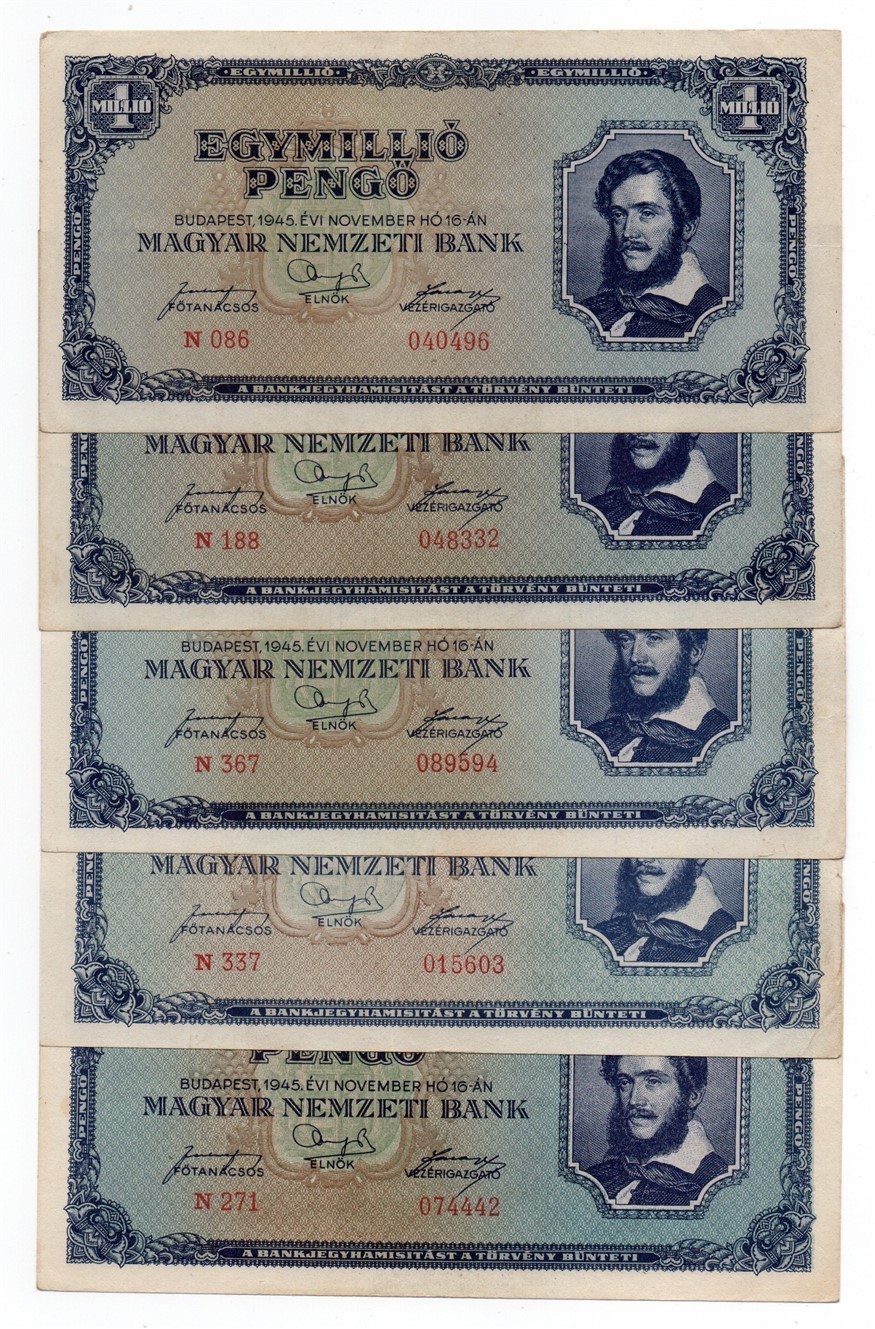 EGYMILLIÓ EGYMILLIÓ
1 MILLIÓ 1 MILLIÓ
EGYMILLIÓ
PENGŐ
PENGŐ PENGŐ
BUDAPEST, 1945. ÉVI NOVEMBER HÓ 16-ÁN
MAGYAR NEMZETI BANK
FŐTANÁCSOS ELNÖK VEZÉRIGAZGATÓ
N 086 040496
A BANKJEGYHAMISITÁST A TÖRVÉNY BÜNTETI
MAGYAR NEMZETI BANK
FŐTANÁCSOS ELNÖK VEZÉRIGAZGATÓ
N 188 048332
A BANKJEGYHAMISITÁST A TÖRVÉNY BÜNTETI
BUDAPEST, 1945. ÉVI NOVEMBER HÓ 16-ÁN
MAGYAR NEMZETI BANK
FŐTANÁCSOS ELNÖK VEZÉRIGAZGATÓ
N 367 089594
A BANKJEGYHAMISITÁST A TÖRVÉNY BÜNTETI
MAGYAR NEMZETI BANK
FŐTANÁCSOS ELNÖK VEZÉRIGAZGATÓ
N 337 015603
A BANKJEGYHAMISITÁST A TÖRVÉNY BÜNTETI
PENGŐ
BUDAPEST, 1945. ÉVI NOVEMBER HÓ 16-ÁN
MAGYAR NEMZETI BANK
FŐTANÁCSOS ELNÖK VEZÉRIGAZGATÓ
N 271 074442
A BANKJEGYHAMISITÁST A TÖRVÉNY BÜNTETI